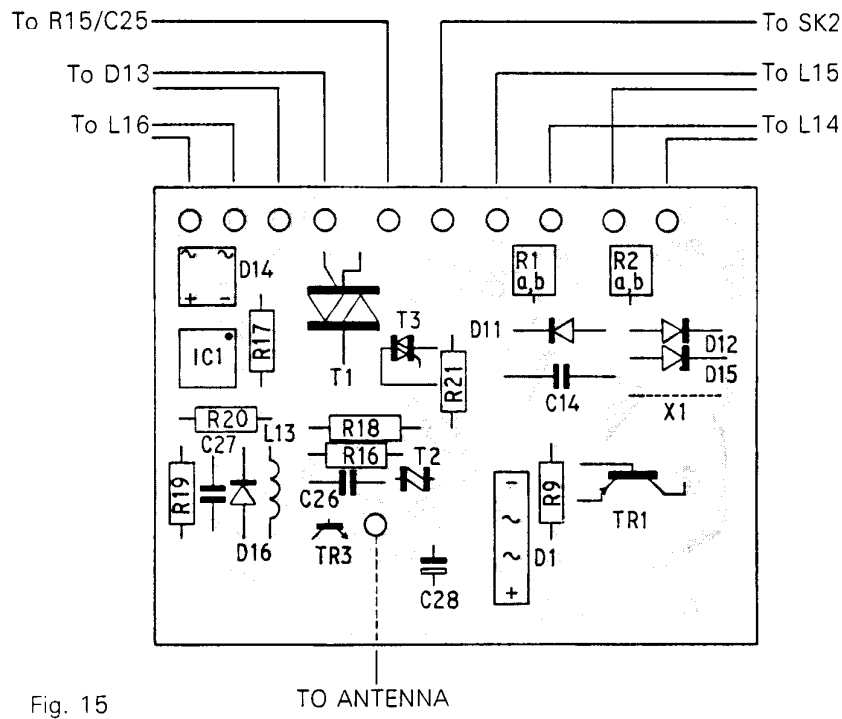 To R15/C25 To SK2
To D13 To L15
To L16 To L14
D14 R1 a,b R2 a,b
IC1 R17 T1 T3 R21 D11 D12
D15
C14 X1
R20 L13 R18
C27 R16 T2
R19 C26 R9
D16 TR3 TR1
D1
C28
Fig. 15 TO ANTENNA